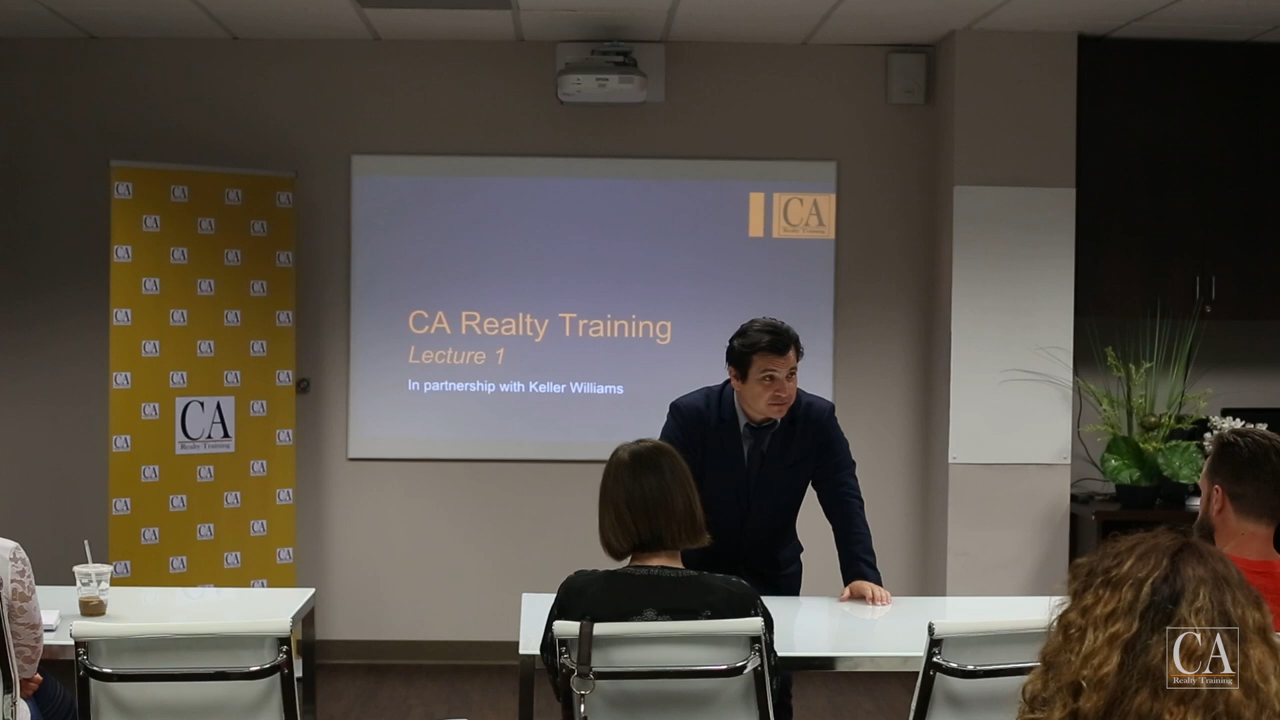 CA
Realty Training
CA Realty Training
Lecture 1
In partnership with Keller Williams
CA
Realty Training
CA
Realty Training